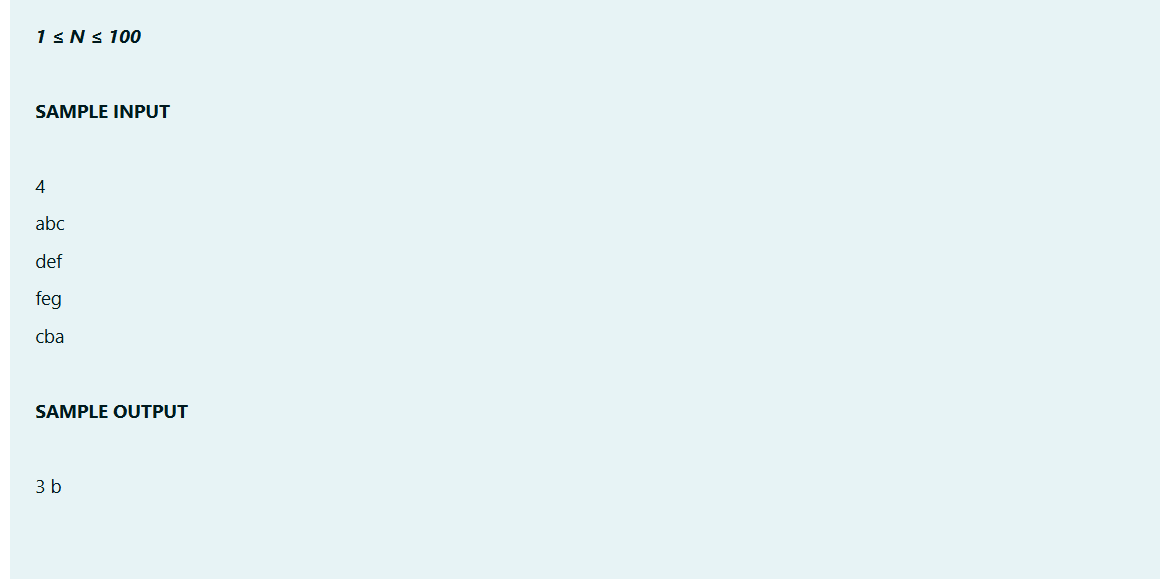 1 ≤ N ≤ 100
SAMPLE INPUT
4
abc
def
feg
cba
SAMPLE OUTPUT
3 b